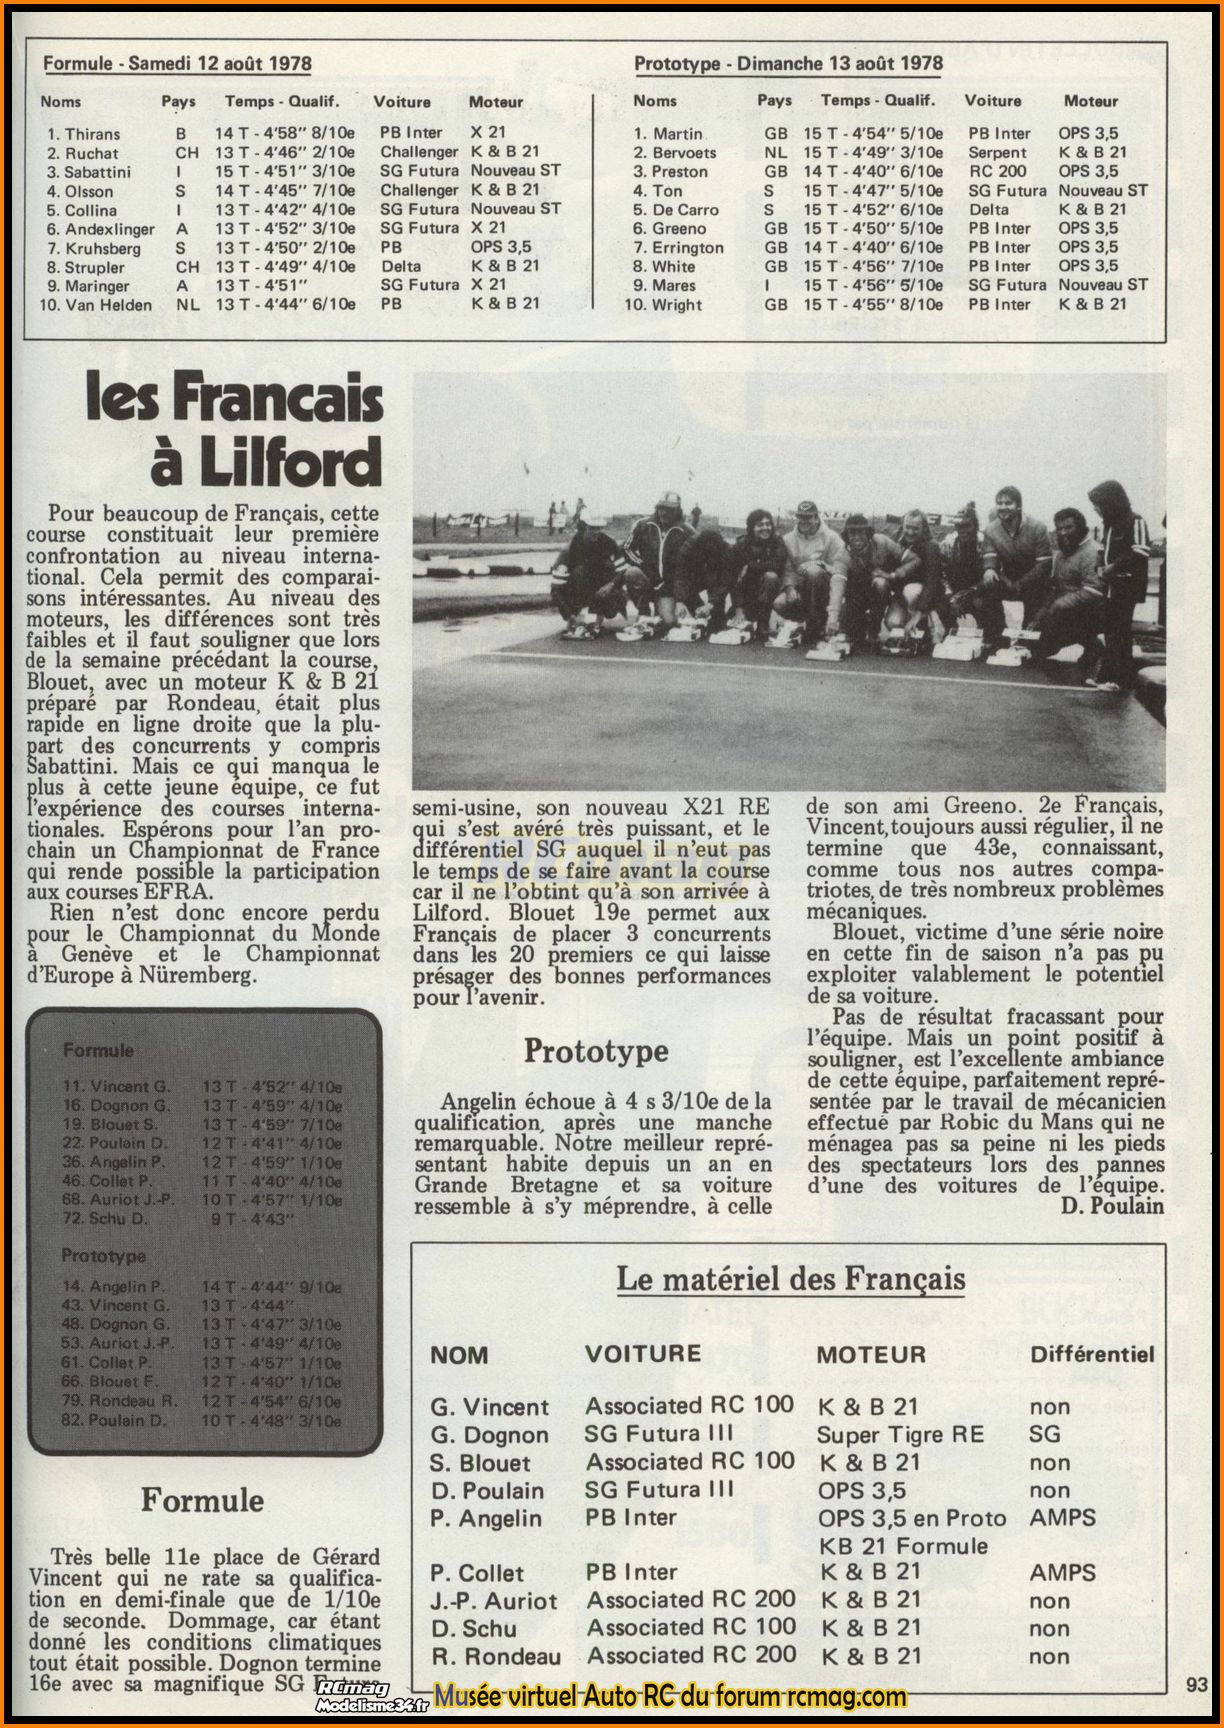 Formule - Samedi 12 août 1978
Noms Pays Temps - Qualif. Voiture Moteur
1. Thirans B 14 T - 4'58'' 8/10e PB Inter X 21
2. Ruchat CH 13 T - 4'46'' 2/10e Challenger K & B 21
3. Sabattini I 15 T - 4'51'' 3/10e SG Futura Nouveau ST
4. Olsson S 14 T - 4'45'' 7/10e Challenger K & B 21
5. Collina I 13 T - 4'42'' 4/10e SG Futura Nouveau ST
6. Andexlinger A 13 T - 4'52'' 3/10e SG Futura X 21
7. Kruhsberg S 13 T - 4'50'' 2/10e PB OPS 3,5
8. Strupler CH 13 T - 4'49'' 4/10e Delta K & B 21
9. Maringer A 13 T - 4'51'' SG Futura X 21
10. Van Helden NL 13 T - 4'44'' 6/10e PB K & B 21
Prototype - Dimanche 13 août 1978
Noms Pays Temps - Qualif. Voiture Moteur
1. Martin GB 15 T - 4'54'' 5/10e PB Inter OPS 3,5
2. Bervoets NL 15 T - 4'49'' 3/10e Serpent K & B 21
3. Preston GB 14 T - 4'40'' 6/10e RC 200 OPS 3,5
4. Ton S 15 T - 4'47'' 5/10e SG Futura Nouveau ST
5. De Carro S 15 T - 4'52'' 6/10e Delta K & B 21
6. Greeno GB 15 T - 4'50'' 5/10e PB Inter OPS 3,5
7. Errington GB 14 T - 4'40'' 6/10e PB Inter OPS 3,5
8. White GB 15 T - 4'56'' 7/10e PB Inter OPS 3,5
9. Mares I 15 T - 4'56'' 5/10e SG Futura Nouveau ST
10. Wright GB 15 T - 4'55'' 8/10e PB Inter K & B 21
les Francais
à Lilford
Pour beaucoup de Français, cette
course constituait leur première
confrontation au niveau interna-
tional. Cela permit des comparai-
sons intéressantes. Au niveau des
moteurs, les différences sont très
faibles et il faut souligner que lors
de la semaine précédant la course,
Blouet, avec un moteur K & B 21
préparé par Rondeau, était plus
rapide en ligne droite que la plu-
part des concurrents y compris
Sabattini. Mais ce qui manqua le
plus à cette jeune équipe, ce fut
l'expérience des courses interna-
tionales. Espérons pour l'an pro-
chain un Championnat de France
qui rende possible la participation
aux courses EFRA.
Rien n'est donc encore perdu
pour le Championnat du Monde
à Genève et le Championnat
d'Europe à Nüremberg.
Formule
11. Vincent G. 13 T - 4'52'' 4/10e
16. Dognon G. 13 T - 4'59'' 4/10e
19. Blouet S. 13 T - 4'59'' 7/10e
22. Poulain D. 12 T - 4'41'' 4/10e
36. Angelin P. 12 T - 4'59'' 1/10e
46. Collet P. 11 T - 4'40'' 4/10e
68. Auriot J.-P. 10 T - 4'57'' 1/10e
72. Schu D. 9 T - 4'43''
Prototype
14. Angelin P. 14 T - 4'44'' 9/10e
43. Vincent G. 13 T - 4'44''
48. Dognon G. 13 T - 4'47'' 3/10e
53. Auriot J.-P. 13 T - 4'49'' 4/10e
61. Collet P. 13 T - 4'57'' 1/10e
66. Blouet F. 12 T - 4'40'' 1/10e
79. Rondeau R. 12 T - 4'54'' 6/10e
82. Poulain D. 10 T - 4'48'' 3/10e
Formule
Très belle 11e place de Gérard
Vincent qui ne rate sa qualifica-
tion en demi-finale que de 1/10e
de seconde. Dommage, car étant
donné les conditions climatiques
tout était possible. Dognon termine
16e avec sa magnifique SG Futura
semi-usine, son nouveau X21 RE
qui s'est avéré très puissant, et le
différentiel SG auquel il n'eut pas
le temps de se faire avant la course
car il ne l'obtint qu'à son arrivée à
Lilford. Blouet 19e permet aux
Français de placer 3 concurrents
dans les 20 premiers ce qui laisse
présager des bonnes performances
pour l'avenir.
Prototype
Angelin échoue à 4 s 3/10e de la
qualification, après une manche
remarquable. Notre meilleur repré-
sentant habite depuis un an en
Grande Bretagne et sa voiture
ressemble à s'y méprendre, à celle
de son ami Greeno. 2e Français,
Vincent, toujours aussi régulier, il ne
termine que 43e, connaissant,
comme tous nos autres compa-
triotes, de très nombreux problèmes
mécaniques.
Blouet, victime d'une série noire
en cette fin de saison n'a pas pu
exploiter valablement le potentiel
de sa voiture.
Pas de résultat fracassant pour
l'équipe. Mais un point positif à
souligner, est l'excellente ambiance
de cette équipe, parfaitement repré-
sentée par le travail de mécanicien
effectué par Robic du Mans qui ne
ménagea pas sa peine ni les pieds
des spectateurs lors des pannes
d'une des voitures de l'équipe.
D. Poulain
Le matériel des Français
NOM VOITURE MOTEUR Différentiel
G. Vincent Associated RC 100 K & B 21 non
G. Dognon SG Futura III Super Tigre RE SG
S. Blouet Associated RC 100 K & B 21 non
D. Poulain SG Futura III OPS 3,5 non
P. Angelin PB Inter OPS 3,5 en Proto AMPS
KB 21 Formule
P. Collet PB Inter K & B 21 AMPS
J.-P. Auriot Associated RC 200 K & B 21 non
D. Schu Associated RC 100 K & B 21 non
R. Rondeau Associated RC 200 K & B 21 non
93
RCmag
Modelisme34.fr
Musée virtuel Auto RC du forum rcmag.com
RCmag